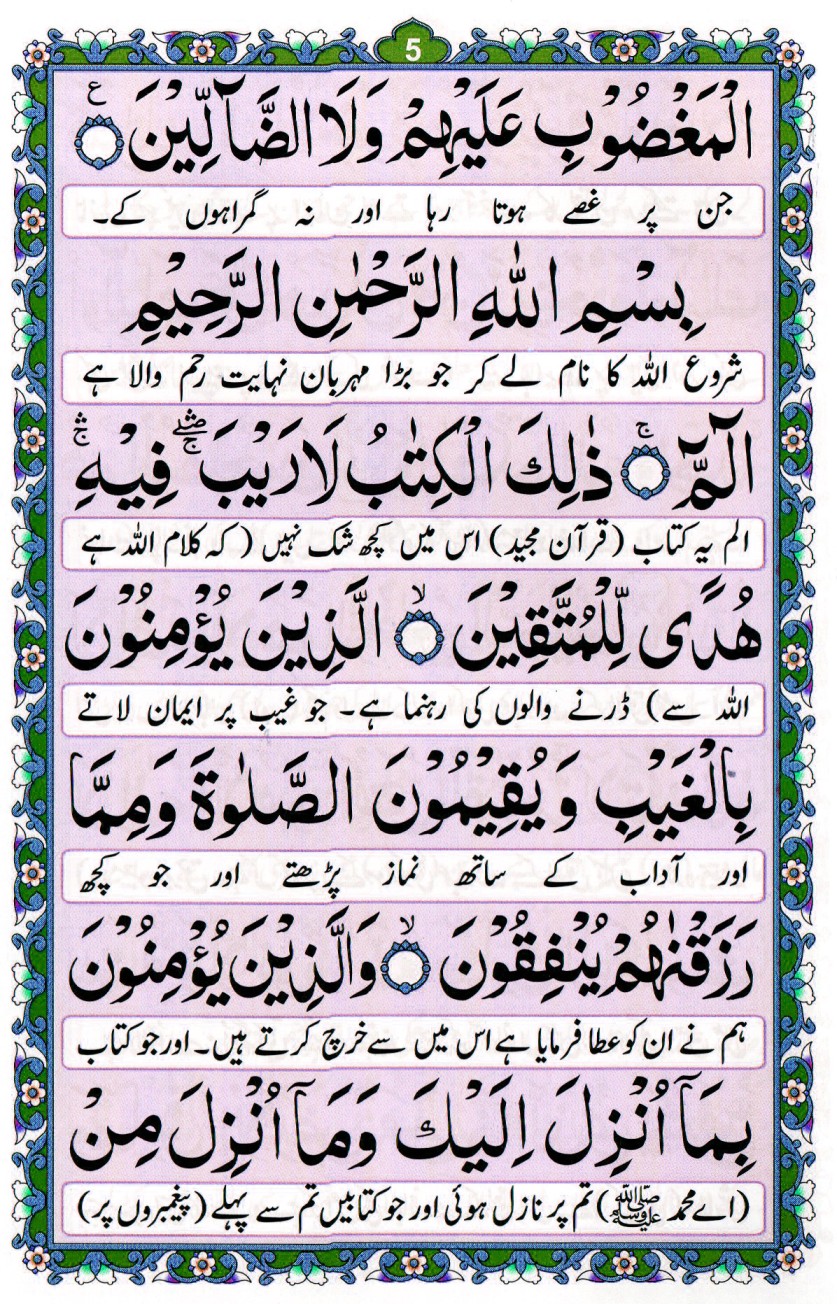 5
الْمَغْضُوْبِ عَلَيْهِمْ وَلَا الضَّآلِّيْنَ ۝ ع
جن پر غصے ہوتا رہا اور نہ گمراہوں کے۔
بِسْمِ اللّٰهِ الرَّحْمٰنِ الرَّحِيْمِ
شروع اللہ کا نام لے کر جو بڑا مہربان نہایت رحم والا ہے
الٓمّٓ ۝ۚ ذٰلِكَ الْكِتٰبُ لَا رَيْبَ ۖۛۚ فِيْهِ ۛۚ
الم یہ کتاب (قرآن مجید) اس میں کچھ شک نہیں (کہ کلام اللہ ہے
هُدًى لِّلْمُتَّقِيْنَ ۝ۙ الَّذِيْنَ يُؤْمِنُوْنَ
اللہ سے) ڈرنے والوں کی رہنما ہے۔ جو غیب پر ایمان لاتے
بِالْغَيْبِ وَيُقِيْمُوْنَ الصَّلٰوةَ وَمِمَّا
اور آداب کے ساتھ نماز پڑھتے اور جو کچھ
رَزَقْنٰهُمْ يُنْفِقُوْنَ ۝ۙ وَالَّذِيْنَ يُؤْمِنُوْنَ
ہم نے ان کو عطا فرمایا ہے اس میں سے خرچ کرتے ہیں۔ اور جو کتاب
بِمَآ اُنْزِلَ اِلَيْكَ وَمَآ اُنْزِلَ مِنْ
(اے محمد ﷺ) تم پر نازل ہوئی اور جو کتابیں تم سے پہلے (پیغمبروں پر)